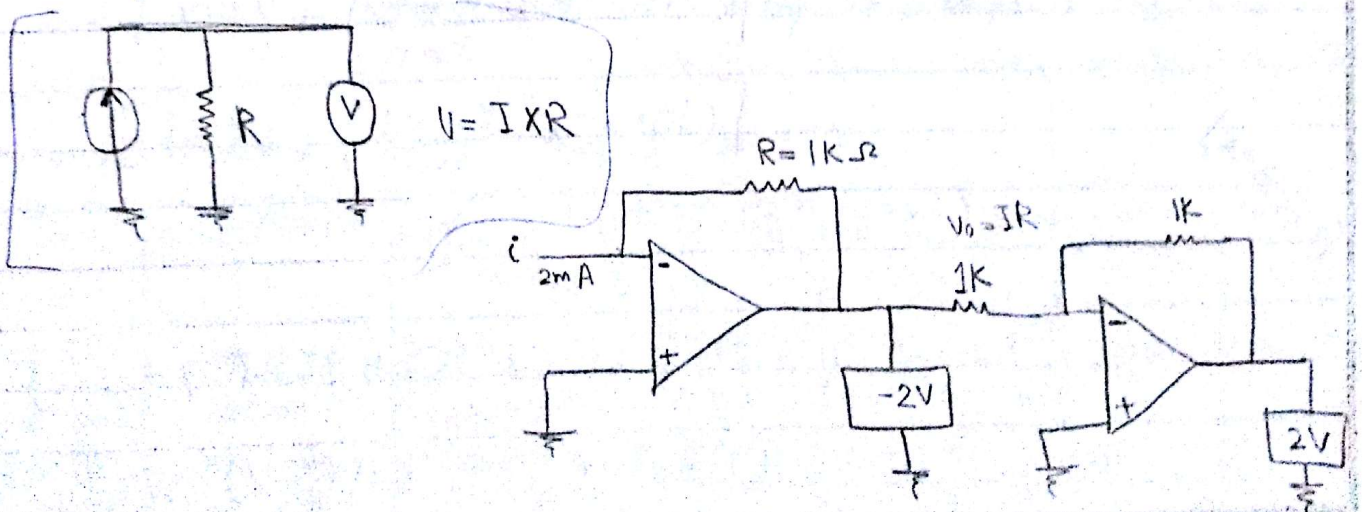 R
V
V = I X R
R = 1K Ω
i
2mA
V₀ = IR
1K
1K
-
+
-2V
-
+
2V